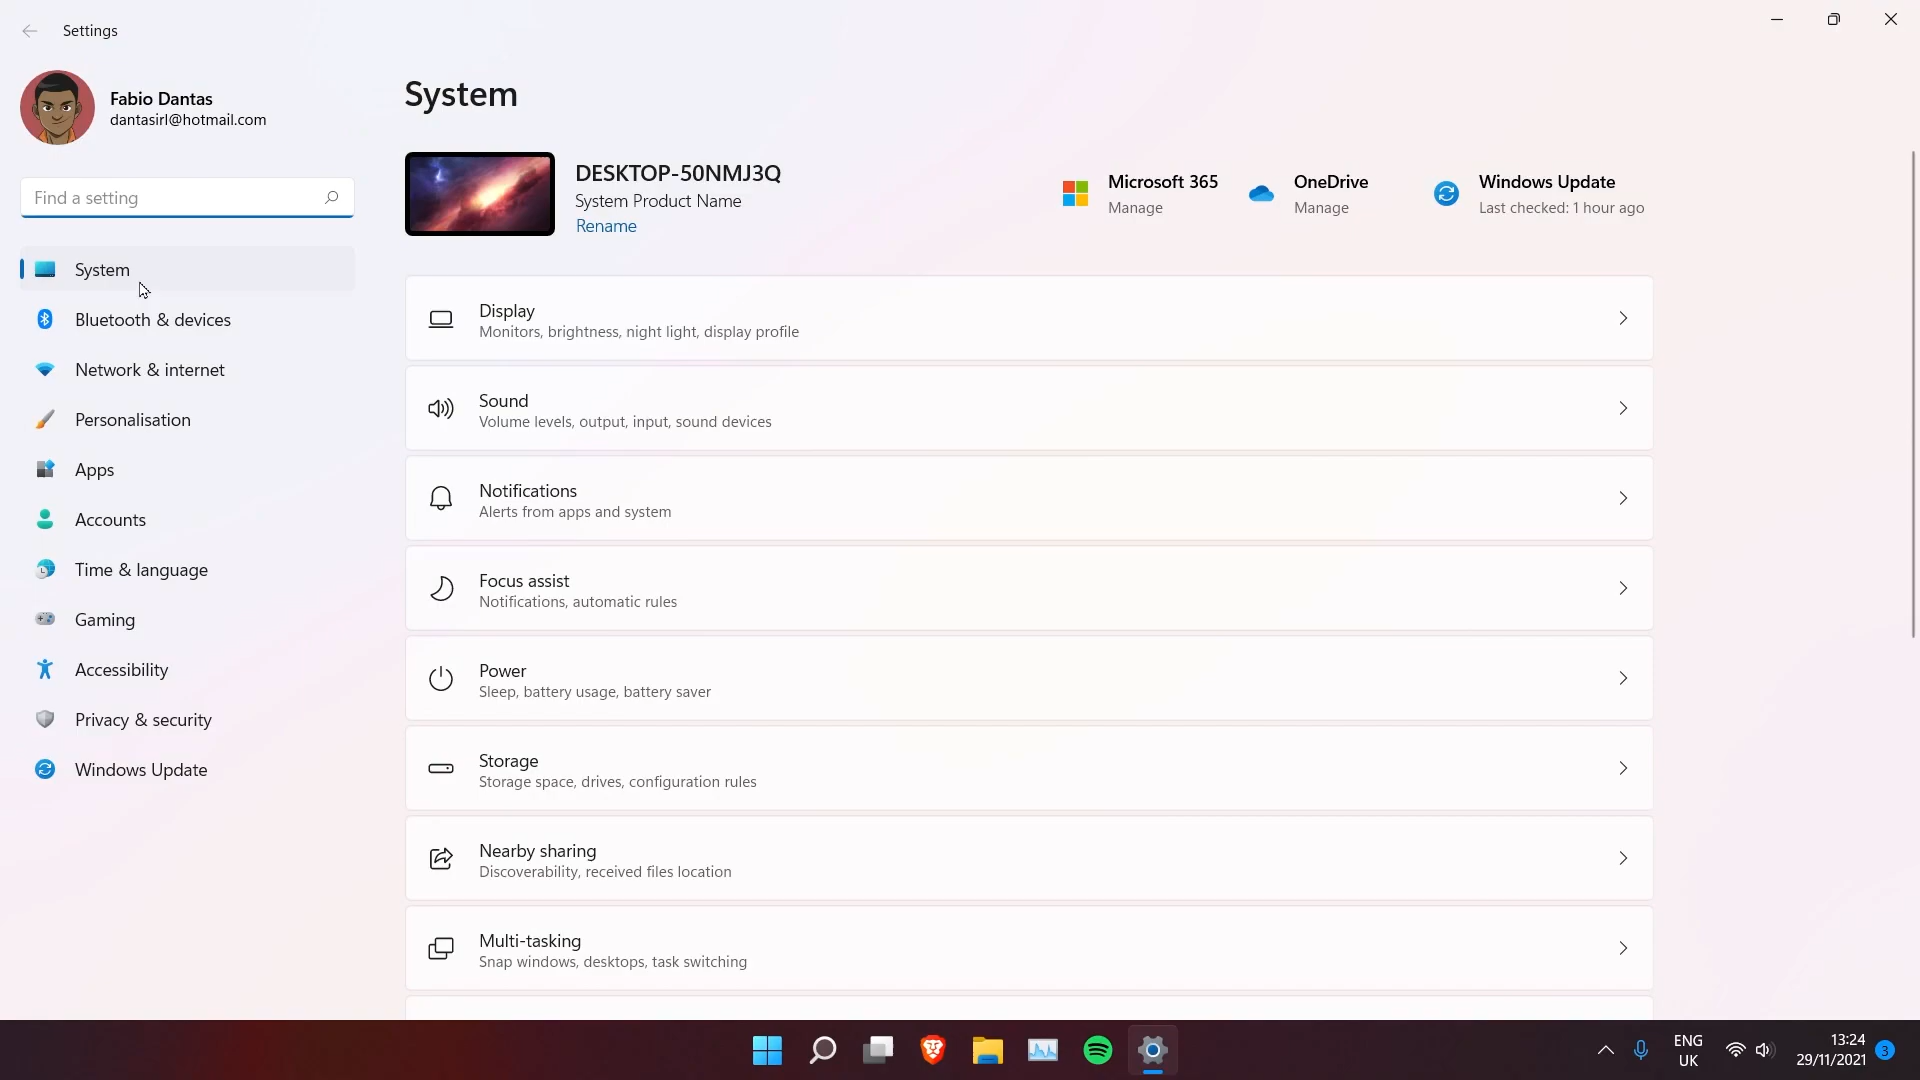 Settings
Fabio Dantas
dantasirl@hotmail.com
Find a setting
System
Bluetooth & devices
Network & internet
Personalisation
Apps
Accounts
Time & language
Gaming
Accessibility
Privacy & security
Windows Update
System
DESKTOP-50NMJ3Q
System Product Name
Rename
Microsoft 365
Manage
OneDrive
Manage
Windows Update
Last checked: 1 hour ago
Display
Monitors, brightness, night light, display profile
Sound
Volume levels, output, input, sound devices
Notifications
Alerts from apps and system
Focus assist
Notifications, automatic rules
Power
Sleep, battery usage, battery saver
Storage
Storage space, drives, configuration rules
Nearby sharing
Discoverability, received files location
Multi-tasking
Snap windows, desktops, task switching
ENG
UK
13:24
29/11/2021
3